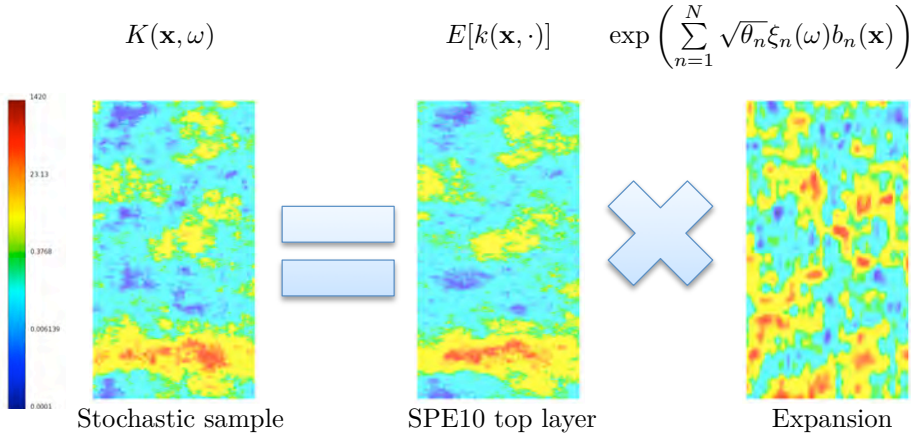 K(x, ω)
E[k(x, ·)]
exp(∑_{n=1}^{N} √θ_n ξ_n(ω)b_n(x))
1420
23.13
0.3768
0.006139
0.0001
Stochastic sample
SPE10 top layer
Expansion